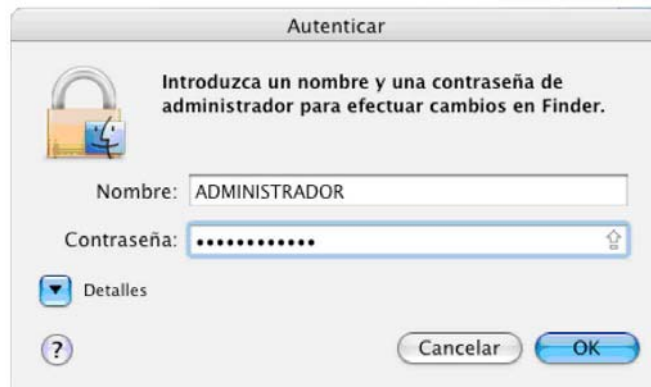 Autenticar
Introduzca un nombre y una contraseña de
administrador para efectuar cambios en Finder.
Nombre: ADMINISTRADOR
Contraseña: ••••••••••••
Detalles
? Cancelar OK